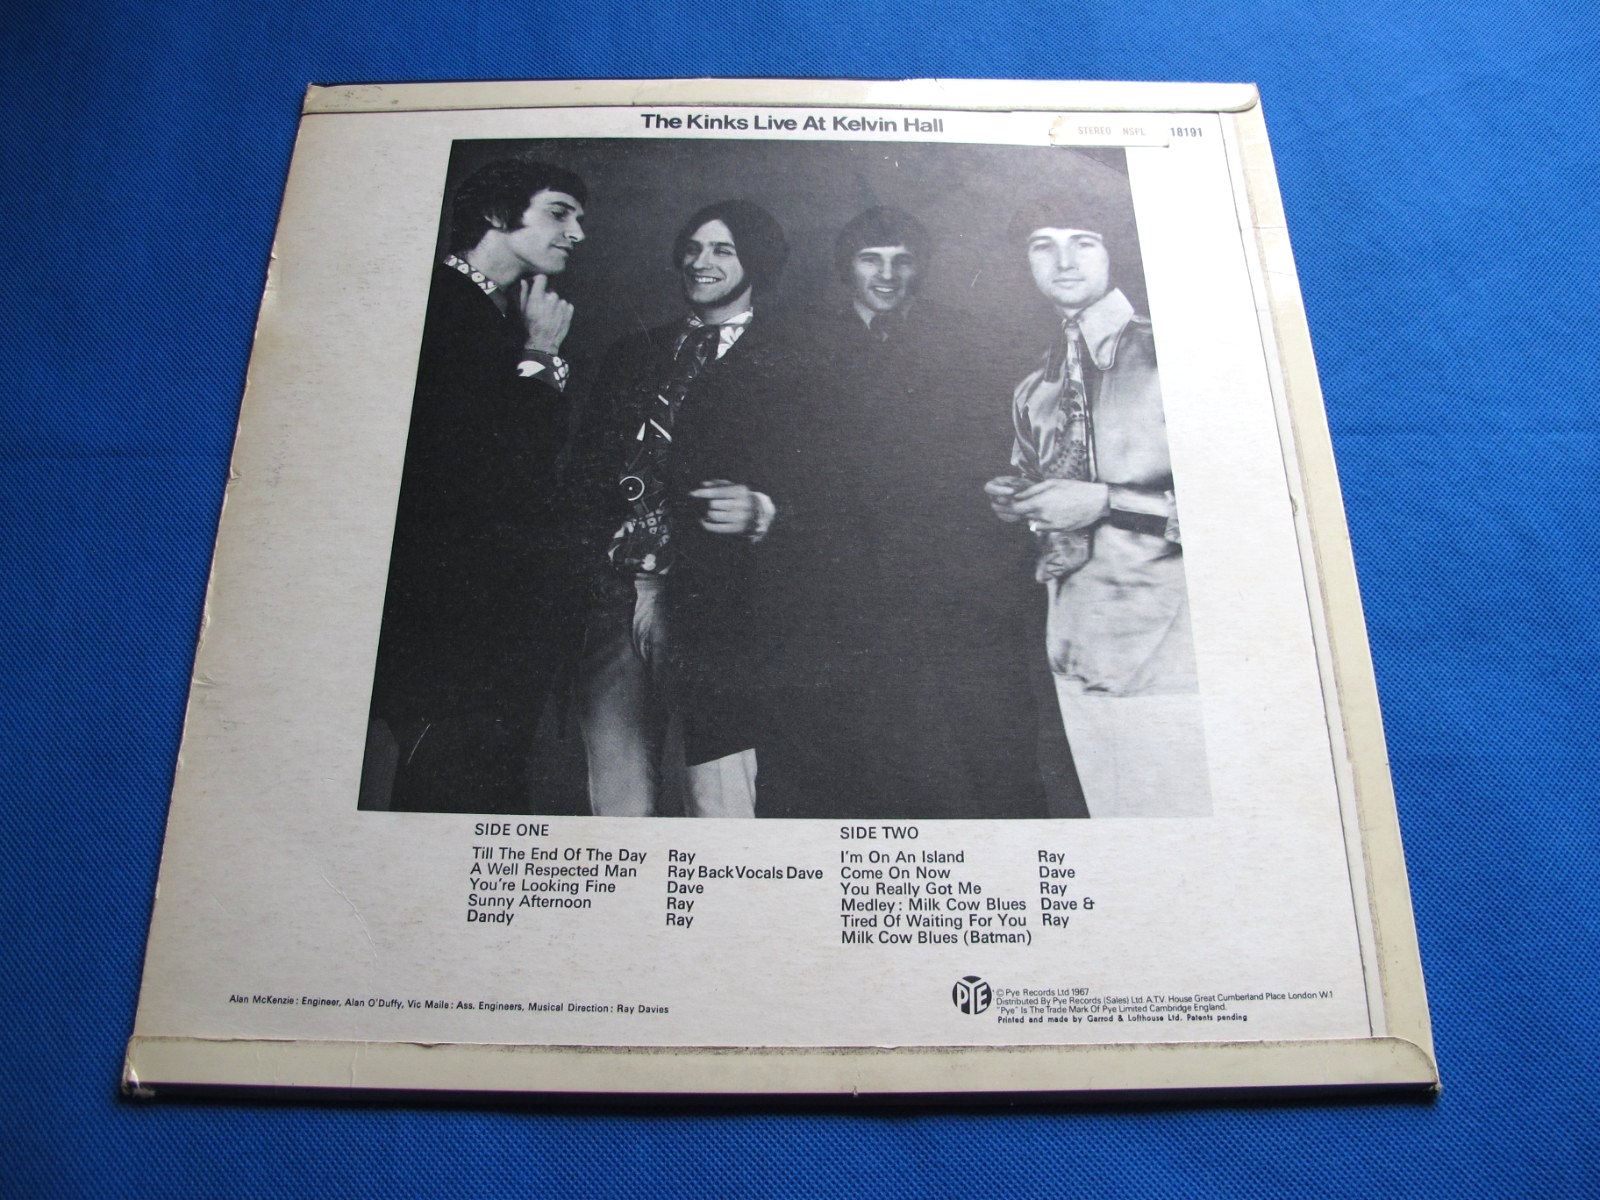 The Kinks Live At Kelvin Hall
STEREO NSPL 18191
SIDE ONE
Till The End Of The Day Ray
A Well Respected Man Ray Back Vocals Dave
You're Looking Fine Dave
Sunny Afternoon Ray
Dandy Ray
SIDE TWO
I'm On An Island Ray
Come On Now Dave
You Really Got Me Ray
Medley: Milk Cow Blues Dave &
Tired Of Waiting For You Ray
Milk Cow Blues (Batman)
Alan McKenzie: Engineer, Alan O'Duffy, Vic Maile: Ass. Engineers, Musical Direction: Ray Davies
PYE
© Pye Records Ltd 1967
Distributed By Pye Records (Sales) Ltd. A.T.V. House Great Cumberland Place London W.1
"Pye" Is The Trade Mark Of Pye Limited Cambridge England.
Printed and made by Garrod & Lofthouse Ltd. Patents pending